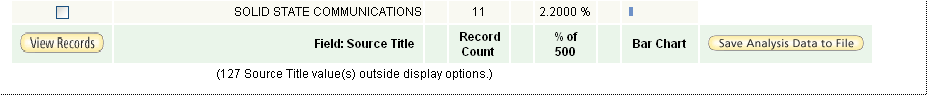 SOLID STATE COMMUNICATIONS 11 2.2000 %
View Records Field: Source Title Record Count % of 500 Bar Chart Save Analysis Data to File
(127 Source Title value(s) outside display options.)